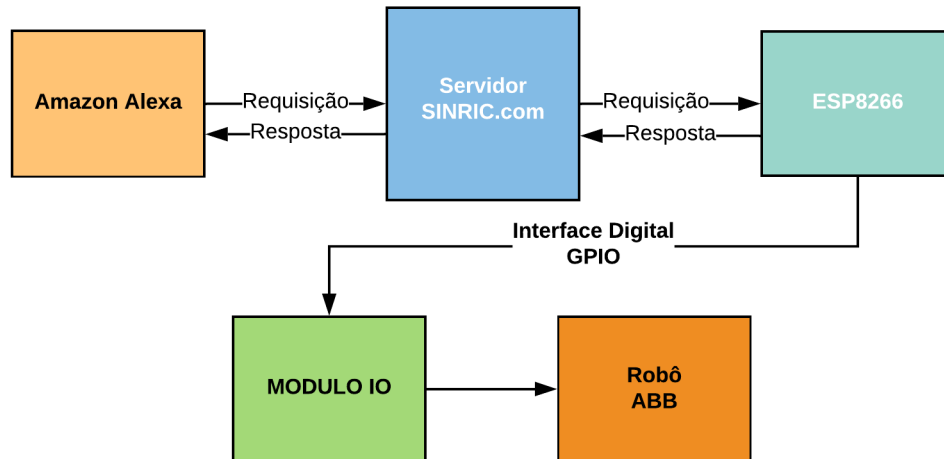 Amazon Alexa
Requisição
Resposta
Servidor
SINRIC.com
Requisição
Resposta
ESP8266
Interface Digital
GPIO
MODULO IO
Robô
ABB